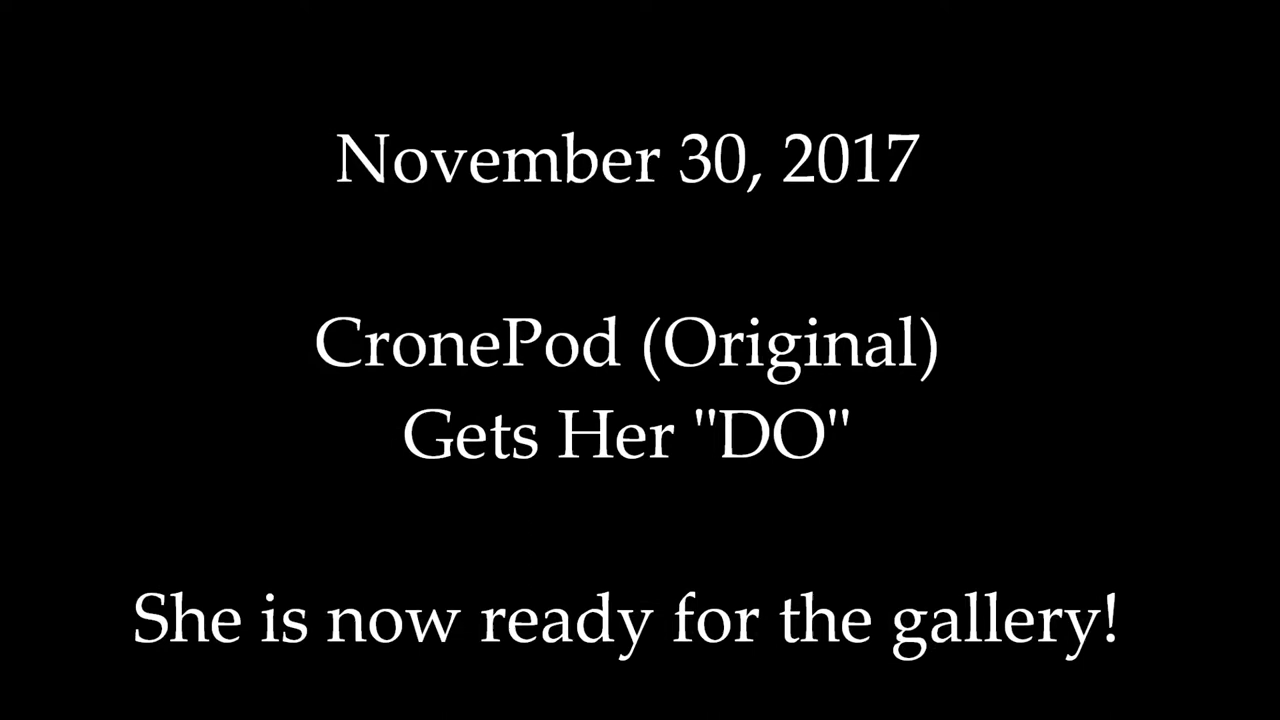 November 30, 2017
CronePod (Original)
Gets Her "DO"
She is now ready for the gallery!